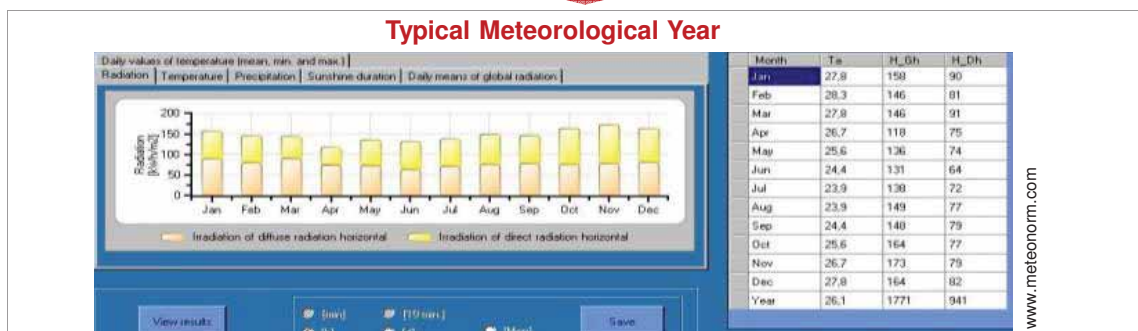 Typical Meteorological Year
Daily values of temperature (mean, min. and max.)
Radiation Temperature Precipitation Sunshine duration Daily means of global radiation
Radiation
[kWh/m2]
200
150
100
50
0
Jan Feb Mar Apr May Jun Jul Aug Sep Oct Nov Dec
Irradiation of diffuse radiation horizontal Irradiation of direct radiation horizontal
View results
[min] [10 min.]
Save
Month Ta H_Gh H_Dh
Jan 27,8 158 90
Feb 28,3 146 81
Mar 27,8 146 91
Apr 26,7 118 75
May 25,6 136 74
Jun 24,4 131 64
Jul 23,9 138 72
Aug 23,9 149 77
Sep 24,4 148 79
Oct 25,6 164 77
Nov 26,7 173 79
Dec 27,8 164 82
Year 26,1 1771 941
www.meteonorm.com